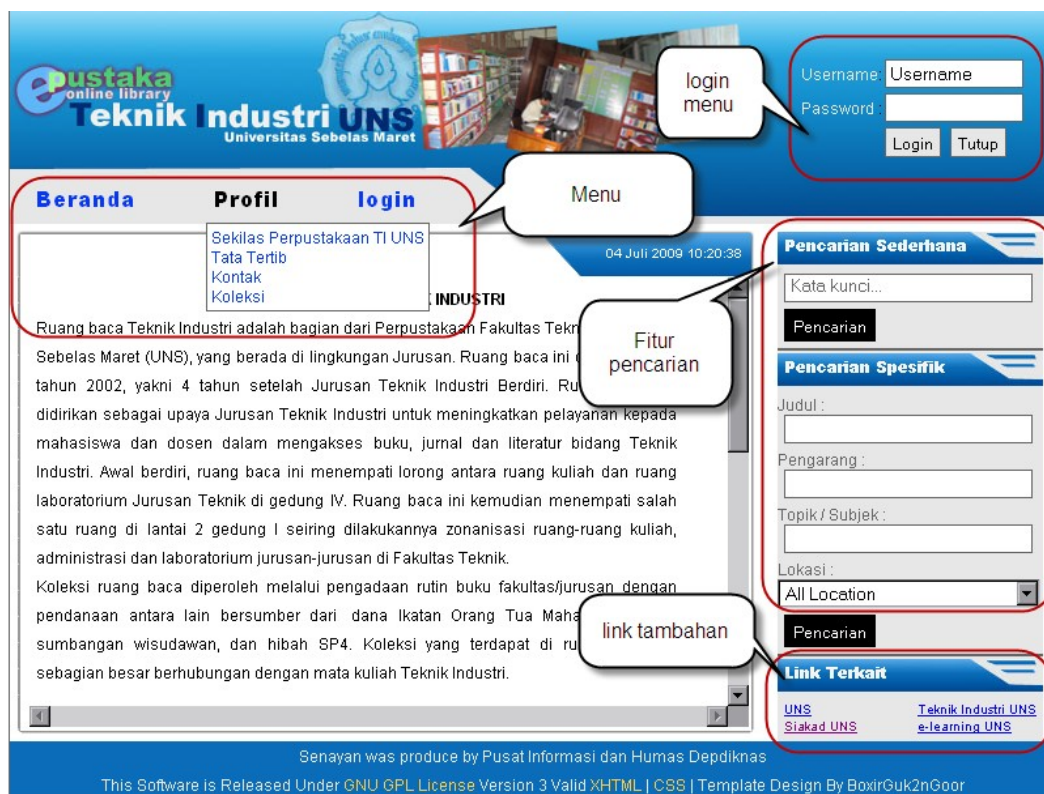 epustaka
online library
Teknik Industri UNS
Universitas Sebelas Maret
login
menu
Username: Username
Password :
Login Tutup
Beranda Profil login
Menu
Sekilas Perpustakaan TI UNS
Tata Tertib
Kontak
Koleksi
04 Juli 2009 10:20:38
INDUSTRI
Ruang baca Teknik Industri adalah bagian dari Perpustakaan Fakultas
Sebelas Maret (UNS), yang berada di lingkungan Jurusan. Ruang baca ini
tahun 2002, yakni 4 tahun setelah Jurusan Teknik Industri Berdiri.
didirikan sebagai upaya Jurusan Teknik Industri untuk meningkatkan pelayanan kepada
mahasiswa dan dosen dalam mengakses buku, jurnal dan literatur bidang Teknik
Industri. Awal berdiri, ruang baca ini menempati lorong antara ruang kuliah dan ruang
laboratorium Jurusan Teknik di gedung IV. Ruang baca ini kemudian menempati salah
satu ruang di lantai 2 gedung I seiring dilakukannya zonanisasi ruang-ruang kuliah,
administrasi dan laboratorium jurusan-jurusan di Fakultas Teknik.
Koleksi ruang baca diperoleh melalui pengadaan rutin buku fakultas/jurusan dengan
pendanaan antara lain bersumber dari dana Ikatan Orang Tua
sumbangan wisudawan, dan hibah SP4. Koleksi yang terdapat di
sebagian besar berhubungan dengan mata kuliah Teknik Industri.
Fitur
pencarian
link tambahan
Pencarian Sederhana
Kata kunci...
Pencarian
Pencarian Spesifik
Judul :
Pengarang :
Topik / Subjek :
Lokasi :
All Location
Pencarian
Link Terkait
UNS Teknik Industri UNS
Siakad UNS e-learning UNS
Senayan was produce by Pusat Informasi dan Humas Depdiknas
This Software is Released Under GNU GPL License Version 3 Valid XHTML | CSS | Template Design By BoxirGuk2nGoor